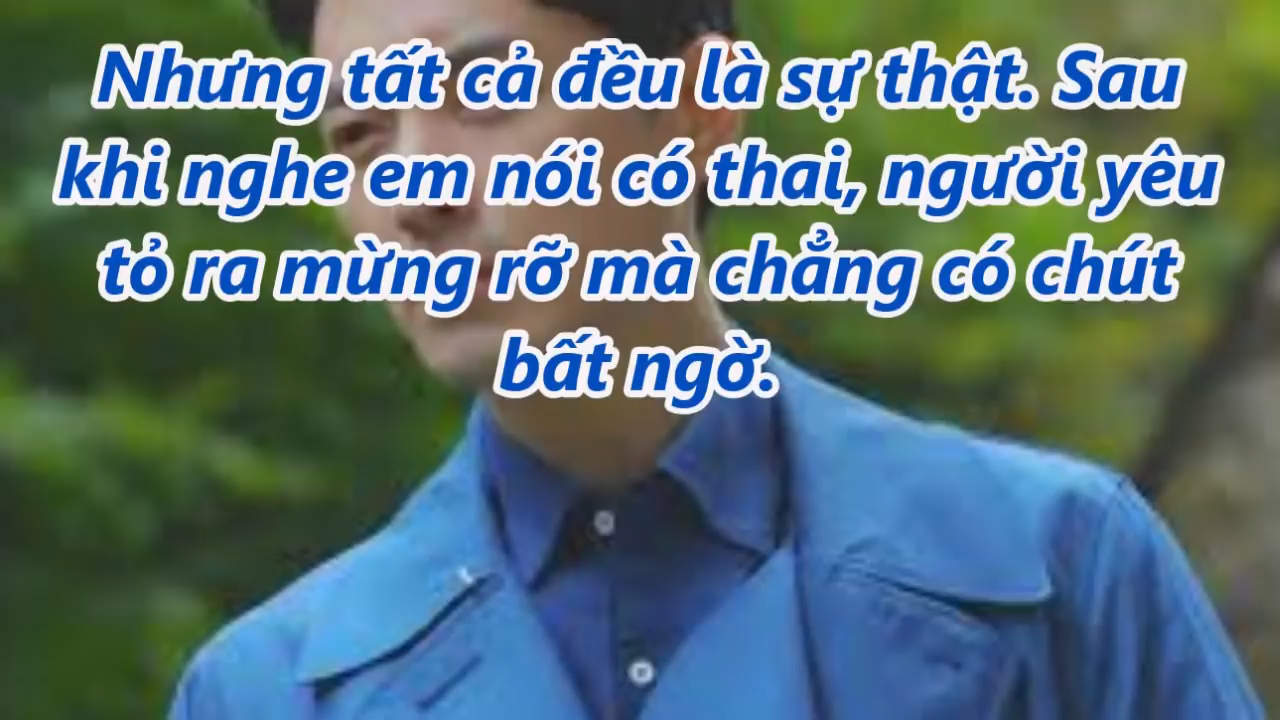 Nhưng tất cả đều là sự thật. Sau
khi nghe em nói có thai, người yêu
tỏ ra mừng rỡ mà chẳng có chút
bất ngờ.